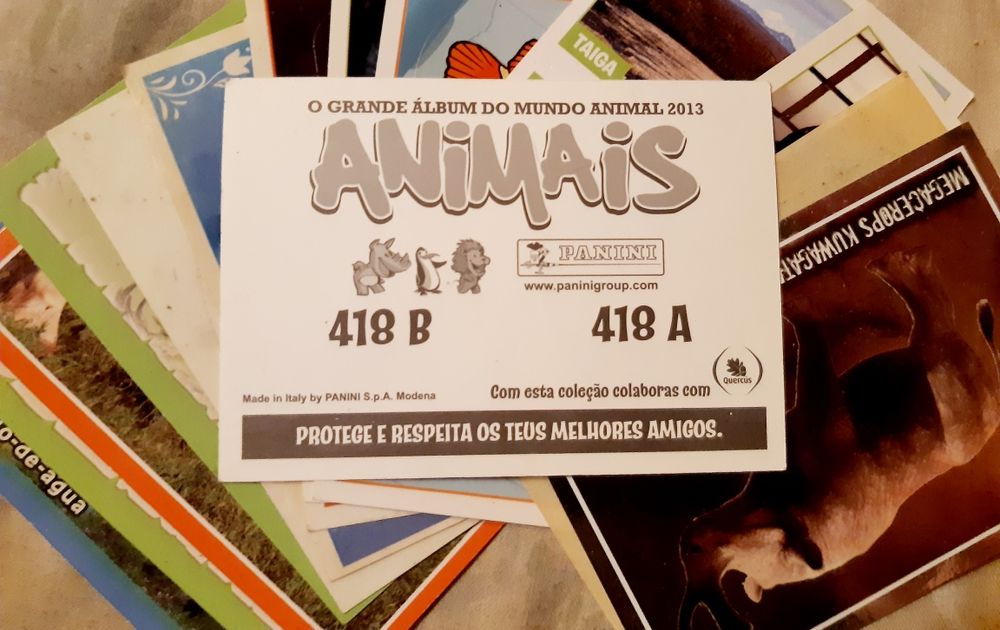 TAIGA
O GRANDE ÁLBUM DO MUNDO ANIMAL 2013
ANiMAiS
PANINI
www.paninigroup.com
418 B 418 A
Made in Italy by PANINI S.p.A. Modena
Com esta coleção colaboras com Quercus
PROTEGE E RESPEITA OS TEUS MELHORES AMIGOS.
MEGACEROPS KUWAGAT
o-de-agua